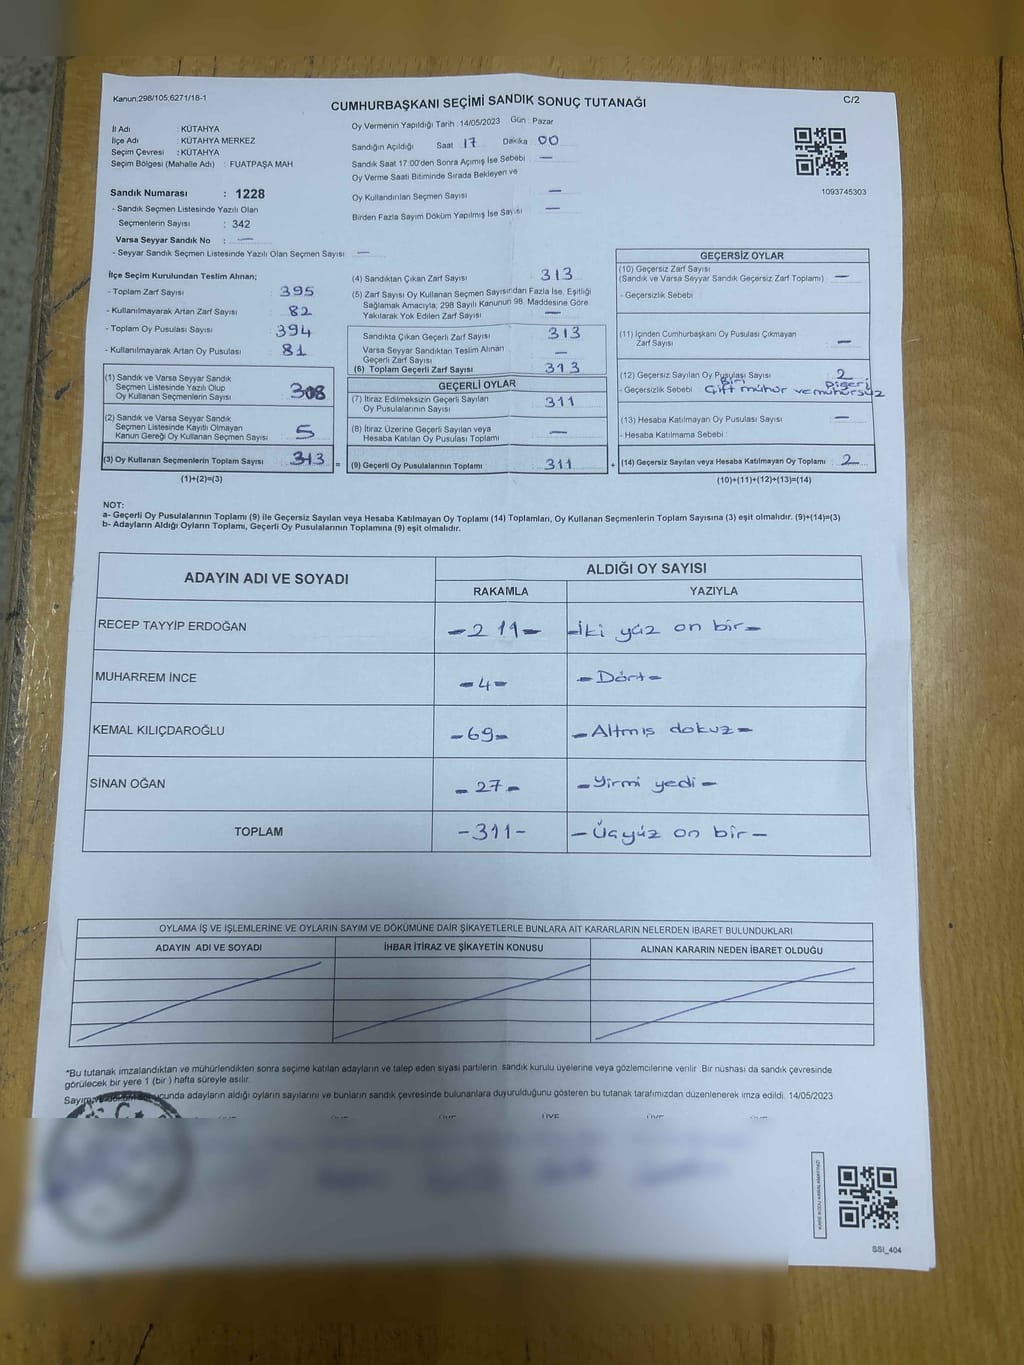 Kanun:298/105;6271/18-1
CUMHURBAŞKANI SEÇİMİ SANDIK SONUÇ TUTANAĞI
C/2
İl Adı : KÜTAHYA
İlçe Adı : KÜTAHYA MERKEZ
Seçim Çevresi : KÜTAHYA
Seçim Bölgesi (Mahalle Adı) : FUATPAŞA MAH
Sandık Numarası : 1228
- Sandık Seçmen Listesinde Yazılı Olan
Seçmenlerin Sayısı : 342
Varsa Seyyar Sandık No : —
- Seyyar Sandık Seçmen Listesinde Yazılı Olan Seçmen Sayısı —
Oy Vermenin Yapıldığı Tarih : 14/05/2023 Gün : Pazar
Sandığın Açıldığı Saat 17 Dakika 00
Sandık Saat 17:00'den Sonra Açımış İse Sebebi —
Oy Verme Saati Bitiminde Sırada Bekleyen ve
Oy Kullandırılan Seçmen Sayısı —
Birden Fazla Sayım Döküm Yapılmış İse Sayısı —
1093745303
İlçe Seçim Kurulundan Teslim Alınan;
- Toplam Zarf Sayısı : 395
- Kullanılmayarak Artan Zarf Sayısı : 82
- Toplam Oy Pusulası Sayısı : 394
- Kullanılmayarak Artan Oy Pusulası : 81
(1) Sandık ve Varsa Seyyar Sandık
Seçmen Listesinde Yazılı Olup
Oy Kullanan Seçmenlerin Sayısı 308
(2) Sandık ve Varsa Seyyar Sandık
Seçmen Listesinde Kayıtlı Olmayan
Kanun Gereği Oy Kullanan Seçmen Sayısı 5
(3) Oy Kullanan Seçmenlerin Toplam Sayısı 313 =
(1)+(2)=(3)
(4) Sandıktan Çıkan Zarf Sayısı 313
(5) Zarf Sayısı Oy Kullanan Seçmen Sayısından Fazla İse, Eşitliği
Sağlamak Amacıyla; 298 Sayılı Kanunun 98. Maddesine Göre
Yakılarak Yok Edilen Zarf Sayısı —
Sandıkta Çıkan Geçerli Zarf Sayısı 313
Varsa Seyyar Sandıktan Teslim Alınan
Geçerli Zarf Sayısı —
(6) Toplam Geçerli Zarf Sayısı 313
GEÇERLİ OYLAR
(7) İtiraz Edilmeksizin Geçerli Sayılan
Oy Pusulalarının Sayısı 311
(8) İtiraz Üzerine Geçerli Sayılan veya
Hesaba Katılan Oy Pusulası Toplamı —
(9) Geçerli Oy Pusulalarının Toplamı 311 +
GEÇERSİZ OYLAR
(10) Geçersiz Zarf Sayısı
(Sandık ve Varsa Seyyar Sandık Geçersiz Zarf Toplamı) —
- Geçersizlik Sebebi
(11) İçinden Cumhurbaşkanı Oy Pusulası Çıkmayan
Zarf Sayısı —
(12) Geçersiz Sayılan Oy Pusulası Sayısı 2
- Geçersizlik Sebebi Biri Çift mühür ve Diğeri mühürsüz
(13) Hesaba Katılmayan Oy Pusulası Sayısı —
- Hesaba Katılmama Sebebi
(14) Geçersiz Sayılan veya Hesaba Katılmayan Oy Toplamı 2
(10)+(11)+(12)+(13)=(14)
NOT:
a- Geçerli Oy Pusulalarının Toplamı (9) ile Geçersiz Sayılan veya Hesaba Katılmayan Oy Toplamı (14) Toplamları, Oy Kullanan Seçmenlerin Toplam Sayısına (3) eşit olmalıdır. (9)+(14)=(3)
b- Adayların Aldığı Oyların Toplamı, Geçerli Oy Pusulalarının Toplamına (9) eşit olmalıdır.
ADAYIN ADI VE SOYADI ALDIĞI OY SAYISI
RAKAMLA YAZIYLA
RECEP TAYYİP ERDOĞAN -211- -İki yüz on bir-
MUHARREM İNCE -4- -Dört-
KEMAL KILIÇDAROĞLU -69- -Altmış dokuz-
SİNAN OĞAN -27- -Yirmi yedi-
TOPLAM -311- -Üçyüz on bir-
OYLAMA İŞ VE İŞLEMLERİNE VE OYLARIN SAYIM VE DÖKÜMÜNE DAİR ŞİKAYETLERLE BUNLARA AİT KARARLARIN NELERDEN İBARET BULUNDUKLARI
ADAYIN ADI VE SOYADI İHBAR İTİRAZ VE ŞİKAYETİN KONUSU ALINAN KARARIN NEDEN İBARET OLDUĞU
*Bu tutanak imzalandıktan ve mühürlendikten sonra seçime katılan adayların ve talep eden siyasi partilerin, sandık kurulu üyelerine veya gözlemcilerine verilir. Bir nüshası da sandık çevresinde
görülecek bir yere 1 (bir ) hafta süreyle asılır.
Sayım ve döküm sonucunda adayların aldığı oyların sayılarını ve bunların sandık çevresinde bulunanlara duyurulduğunu gösteren bu tutanak tarafımızdan düzenlenerek imza edildi. 14/05/2023
SSİ_404